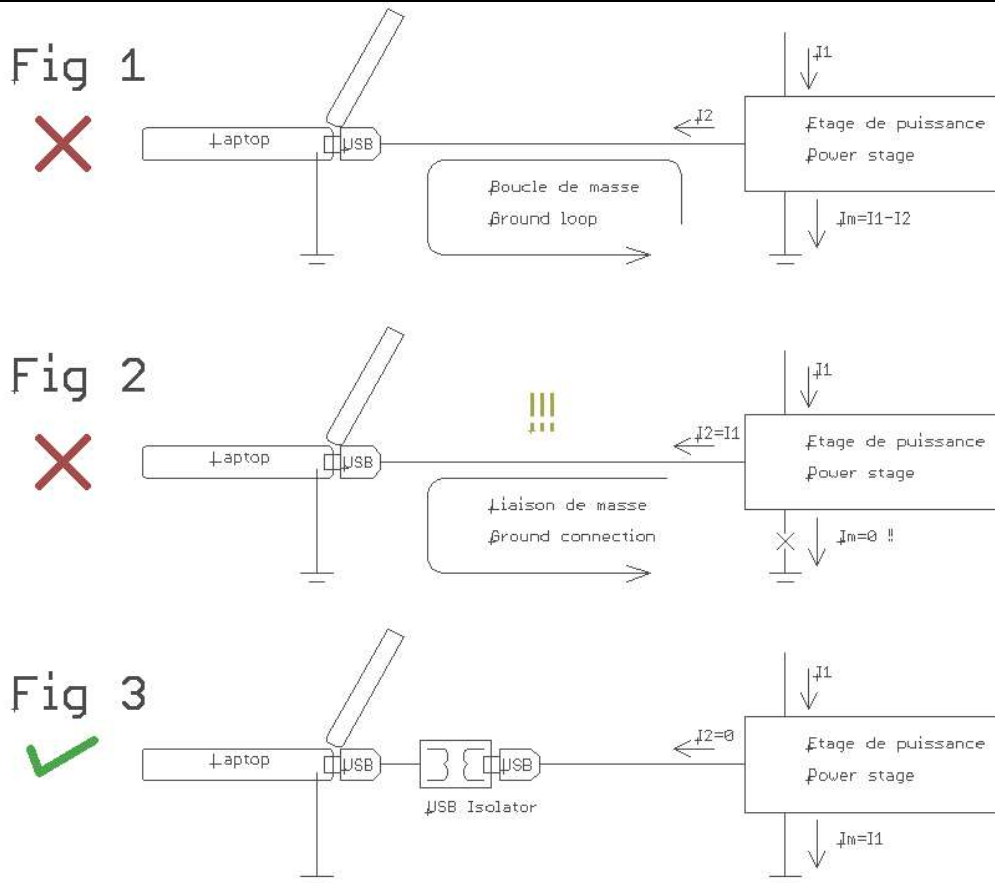 Fig 1
I1
I2
Laptop
USB
Etage de puissance
Power stage
Boucle de masse
Ground loop
Im=I1-I2
Fig 2
!!!
I1
I2=I1
Laptop
USB
Etage de puissance
Power stage
Liaison de masse
Ground connection
Im=0 !!
Fig 3
I1
I2=0
Laptop
USB
USB
Etage de puissance
Power stage
USB Isolator
Im=I1